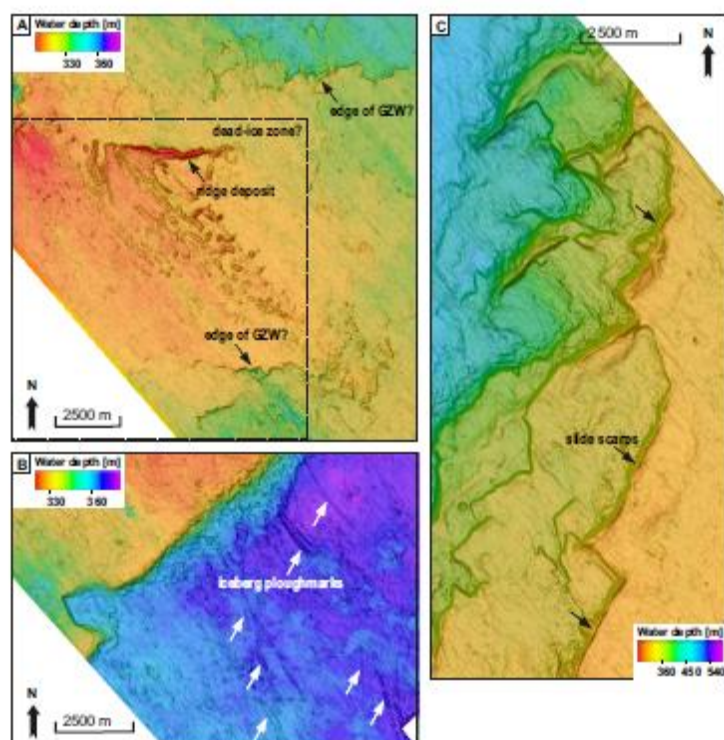 A
Water depth [m]
330 360
edge of GZW?
dead-ice zone?
ridge deposit
edge of GZW?
N
2500 m
B
Water depth [m]
330 360
iceberg ploughmarks
N
2500 m
C
2500 m
N
slide scarps
Water depth [m]
360 450 540